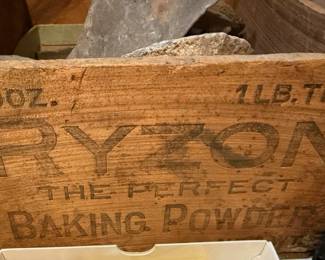 OZ. 1 LB. T
RYZON
THE PERFECT
BAKING POWDER